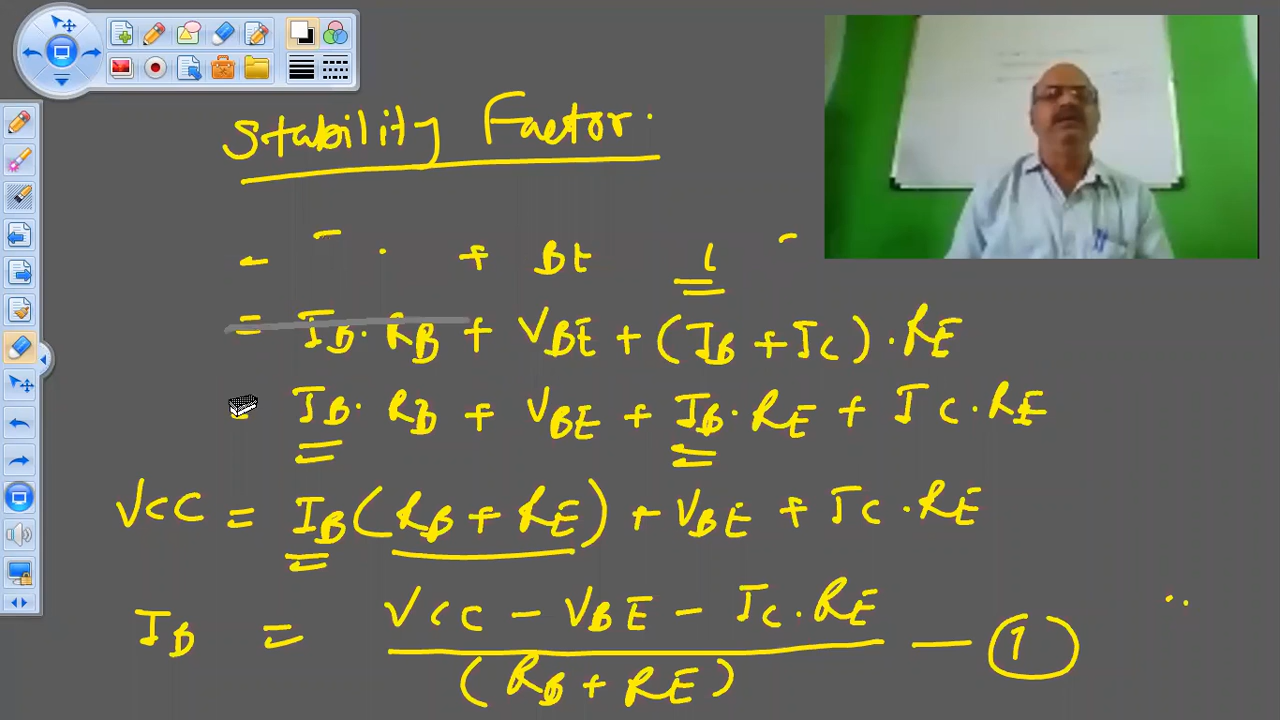 Stability Factor.
+ BE
= IB. RB + VBE + (IB + IC) . RE
= IB. RB + VBE + IB. RE + IC. RE
VCC = IB (RB + RE) + VBE + IC . RE
IB = VCC - VBE - IC. RE — 1
(RB + RE)